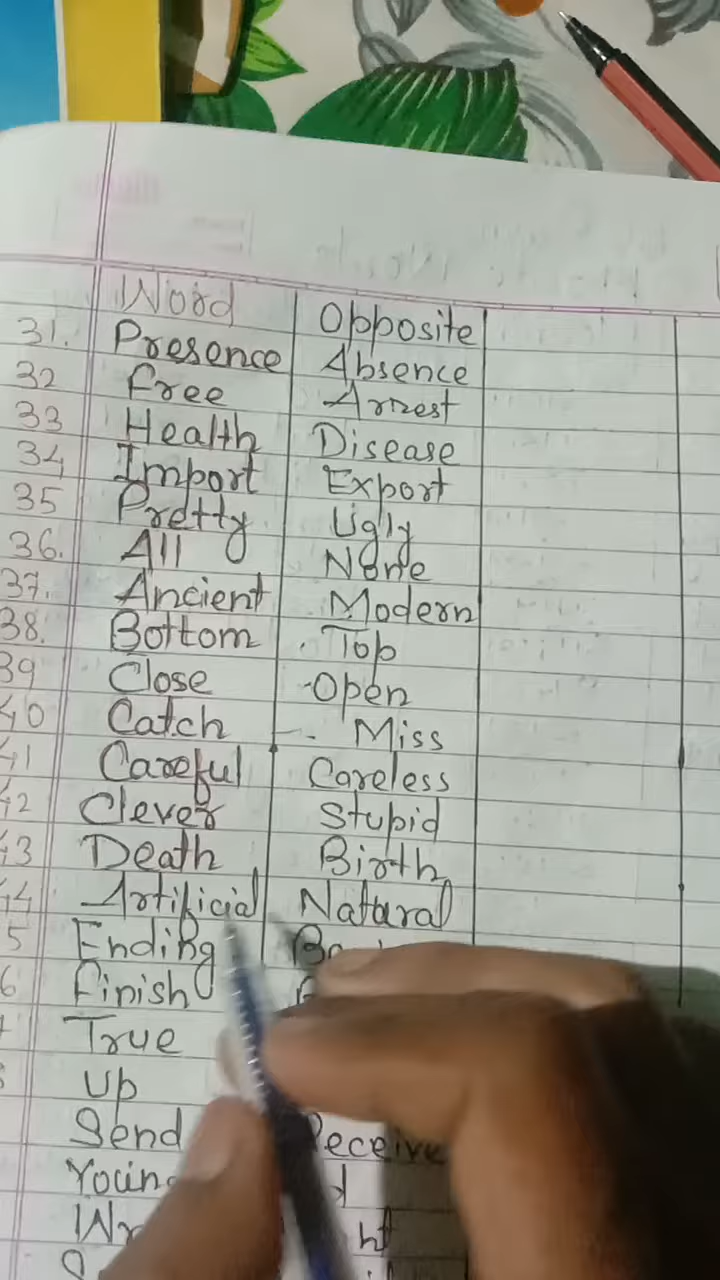 Word Opposite
31. Presence Absence
32 Free Arrest
33 Health Disease
34 Import Export
35 Pretty Ugly
36. All None
37. Ancient Modern
38. Bottom Top
39 Close Open
40 Catch Miss
41 Careful Careless
42 Clever Stupid
43 Death Birth
44 Artificial Natural
5 Ending
6 Finish
True
Up
Send Receive